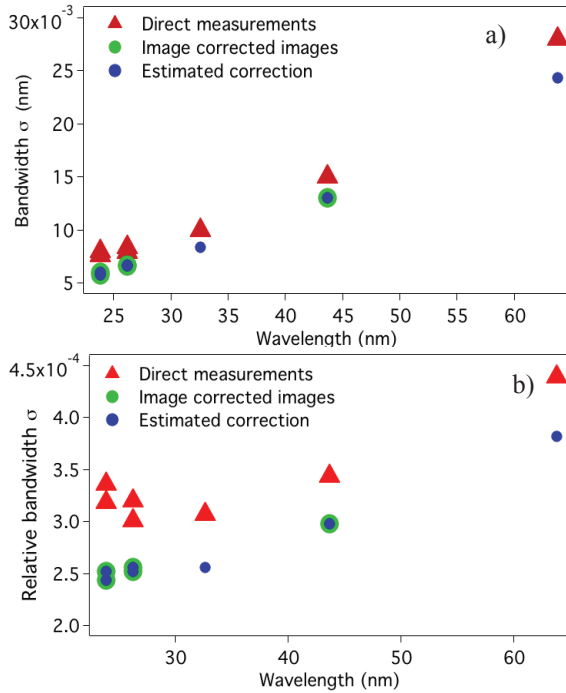 30x10-3
Direct measurements
a)
Image corrected images
25
Estimated correction
20
15
10
5
Bandwidth σ (nm)
25 30 35 40 45 50 55 60
Wavelength (nm)
4.5x10-4
Direct measurements
b)
Image corrected images
4.0
Estimated correction
3.5
3.0
2.5
2.0
Relative bandwidth σ
30 40 50 60
Wavelength (nm)